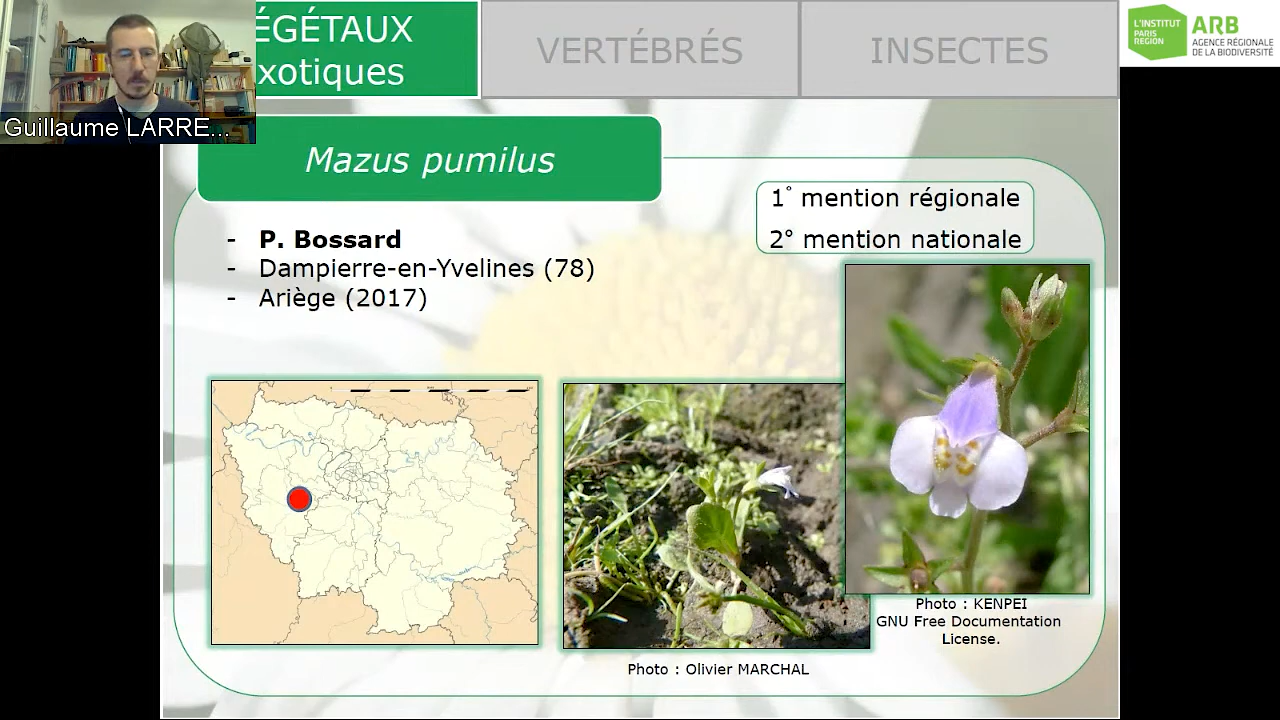 ÉGÉTAUX
xotiques
VERTÉBRÉS
INSECTES
L'INSTITUT
PARIS
REGION
ARB
AGENCE RÉGIONALE
DE LA BIODIVERSITÉ
Guillaume LARRE...
Mazus pumilus
1° mention régionale
2° mention nationale
- P. Bossard
- Dampierre-en-Yvelines (78)
- Ariège (2017)
Photo : KENPEI
GNU Free Documentation
License.
Photo : Olivier MARCHAL